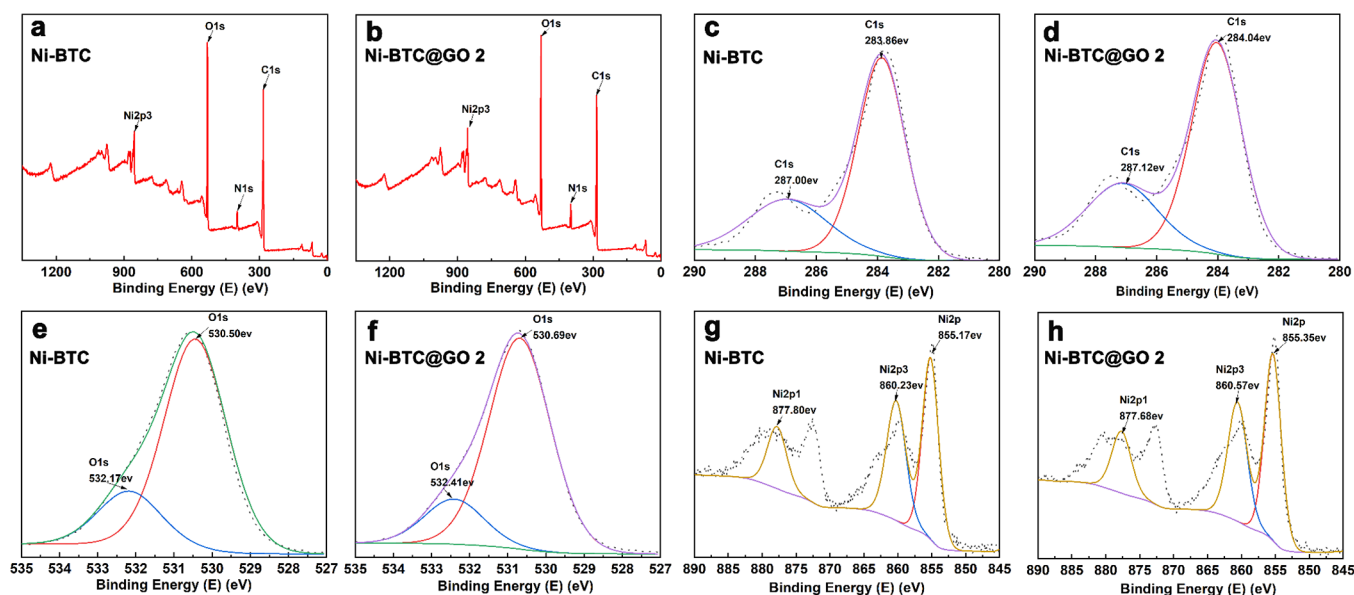 a
Ni-BTC
O1s
C1s
Ni2p3
N1s
1200 900 600 300 0
Binding Energy (E) (eV)
b
Ni-BTC@GO 2
O1s
C1s
Ni2p3
N1s
1200 900 600 300 0
Binding Energy (E) (eV)
c
Ni-BTC
C1s
283.86ev
C1s
287.00ev
290 288 286 284 282 280
Binding Energy (E) (eV)
d
Ni-BTC@GO 2
C1s
284.04ev
C1s
287.12ev
290 288 286 284 282 280
Binding Energy (E) (eV)
e
Ni-BTC
O1s
530.50ev
O1s
532.17ev
535 534 533 532 531 530 529 528 527
Binding Energy (E) (eV)
f
Ni-BTC@GO 2
O1s
530.69ev
O1s
532.41ev
535 534 533 532 531 530 529 528 527
Binding Energy (E) (eV)
g
Ni-BTC
Ni2p
855.17ev
Ni2p3
860.23ev
Ni2p1
877.80ev
890 885 880 875 870 865 860 855 850 845
Binding Energy (E) (eV)
h
Ni-BTC@GO 2
Ni2p
855.35ev
Ni2p3
860.57ev
Ni2p1
877.68ev
890 885 880 875 870 865 860 855 850 845
Binding Energy (E) (eV)